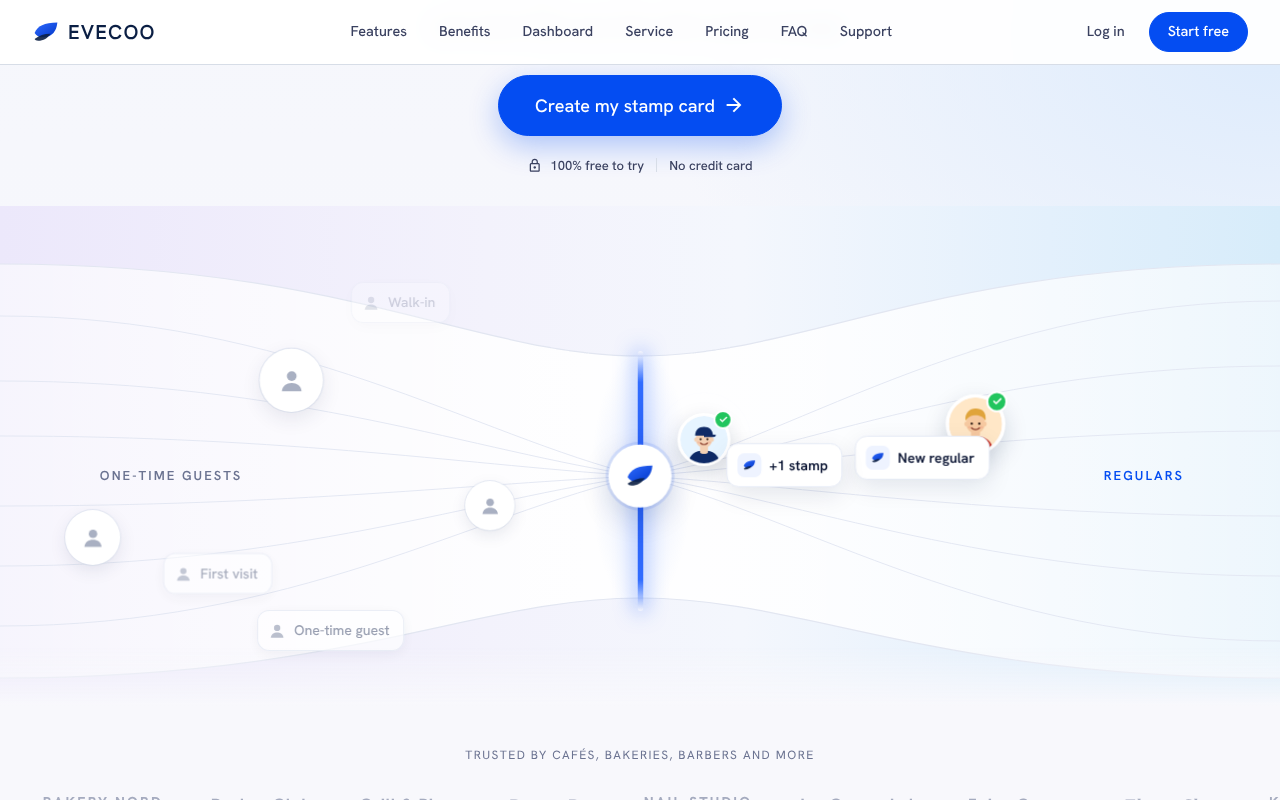 EVECOO
Features Benefits Dashboard Service Pricing FAQ Support
Log in Start free
Create my stamp card
100% free to try No credit card
Walk-in
+1 stamp
New regular
ONE-TIME GUESTS
REGULARS
First visit
One-time guest
TRUSTED BY CAFÉS, BAKERIES, BARBERS AND MORE